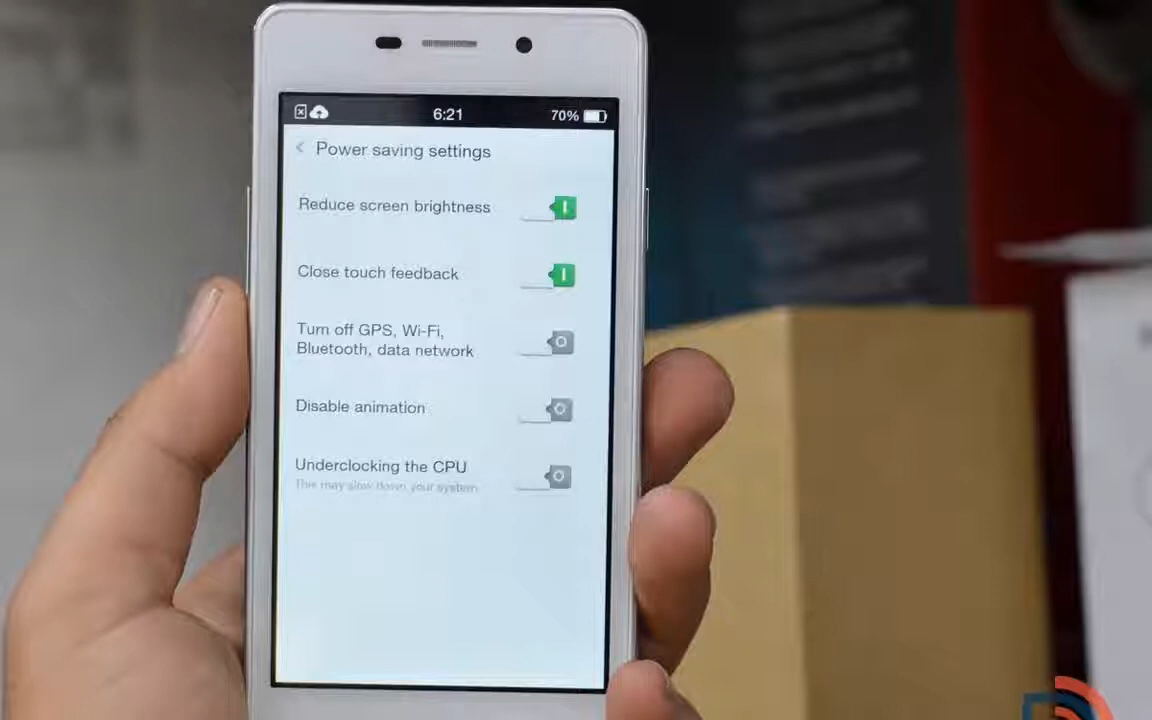 6:21
70%
Power saving settings
Reduce screen brightness
Close touch feedback
Turn off GPS, Wi-Fi,
Bluetooth, data network
Disable animation
Underclocking the CPU
This may slow down your system